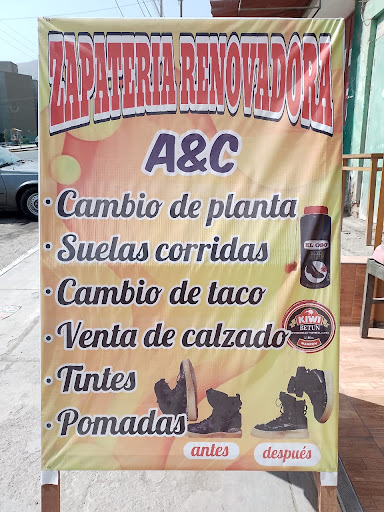 ZAPATERIA RENOVADORA
A&C
· Cambio de planta
· Suelas corridas
· Cambio de taco
· Venta de calzado
· Tintes
· Pomadas
EL OSO
KIWI
BETÚN
antes
después